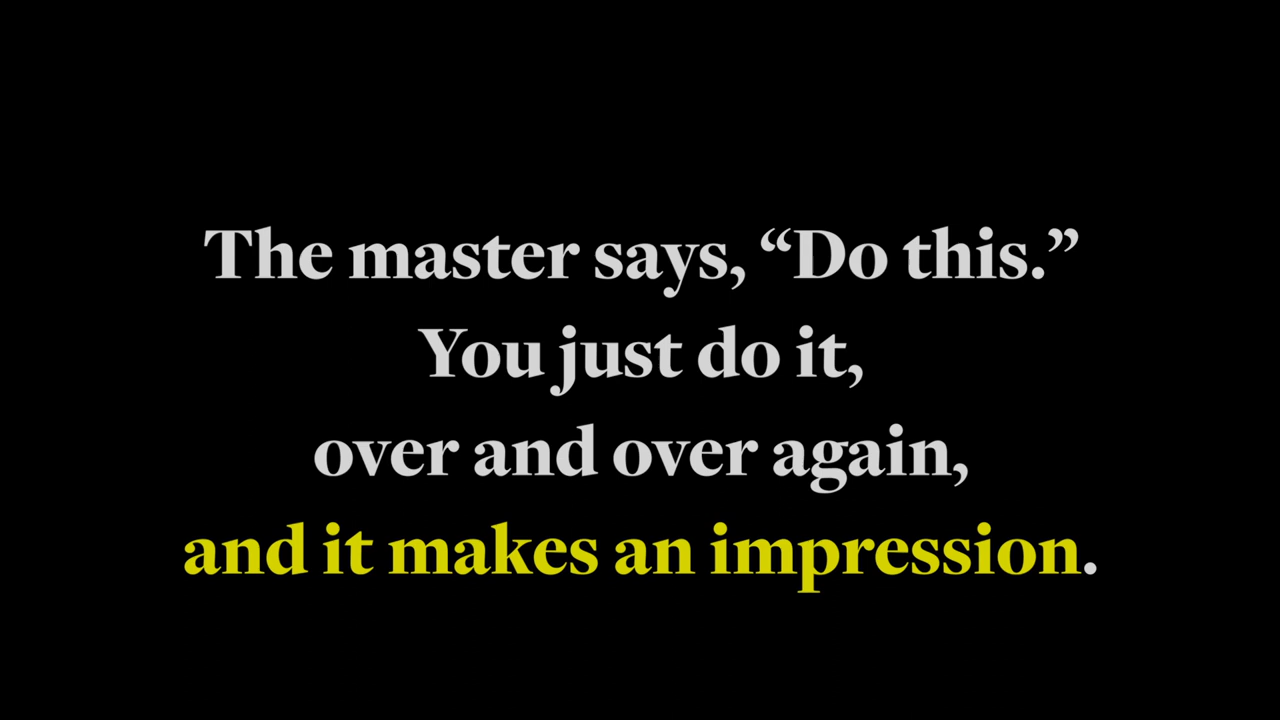 The master says, “Do this.”
You just do it,
over and over again,
and it makes an impression.